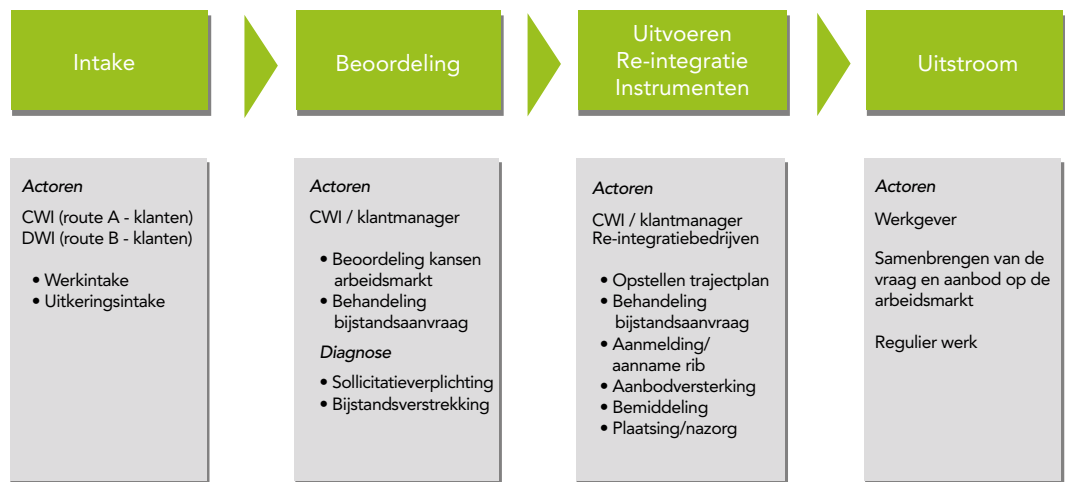 Intake
Beoordeling
Uitvoeren
Re-integratie
Instrumenten
Uitstroom
Actoren
CWI (route A - klanten)
DWI (route B - klanten)
• Werkintake
• Uitkeringsintake
Actoren
CWI / klantmanager
• Beoordeling kansen
arbeidsmarkt
• Behandeling
bijstandsaanvraag
Diagnose
• Sollicitatieverplichting
• Bijstandsverstrekking
Actoren
CWI / klantmanager
Re-integratiebedrijven
• Opstellen trajectplan
• Behandeling
bijstandsaanvraag
• Aanmelding/
aanname rib
• Aanbodversterking
• Bemiddeling
• Plaatsing/nazorg
Actoren
Werkgever
Samenbrengen van de
vraag en aanbod op de
arbeidsmarkt
Regulier werk